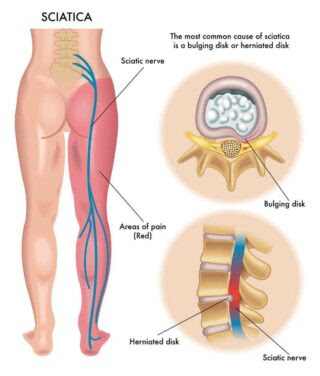 SCIATICA
The most common cause of sciatica
is a bulging disk or herniated disk
Sciatic nerve
Bulging disk
Areas of pain
(Red)
Herniated disk
Sciatic nerve